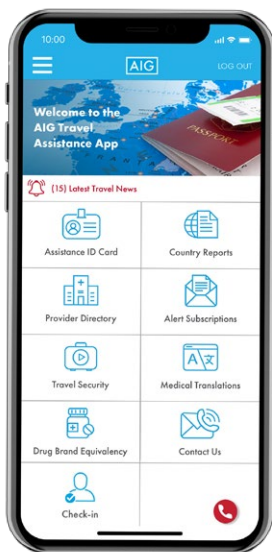 10:00
AIG
LOG OUT
Welcome to the
AIG Travel
Assistance App
PASSPORT
(15) Latest Travel News
Assistance ID Card
Country Reports
Provider Directory
Alert Subscriptions
Travel Security
A
文
Medical Translations
Drug Brand Equivalency
Contact Us
Check-in